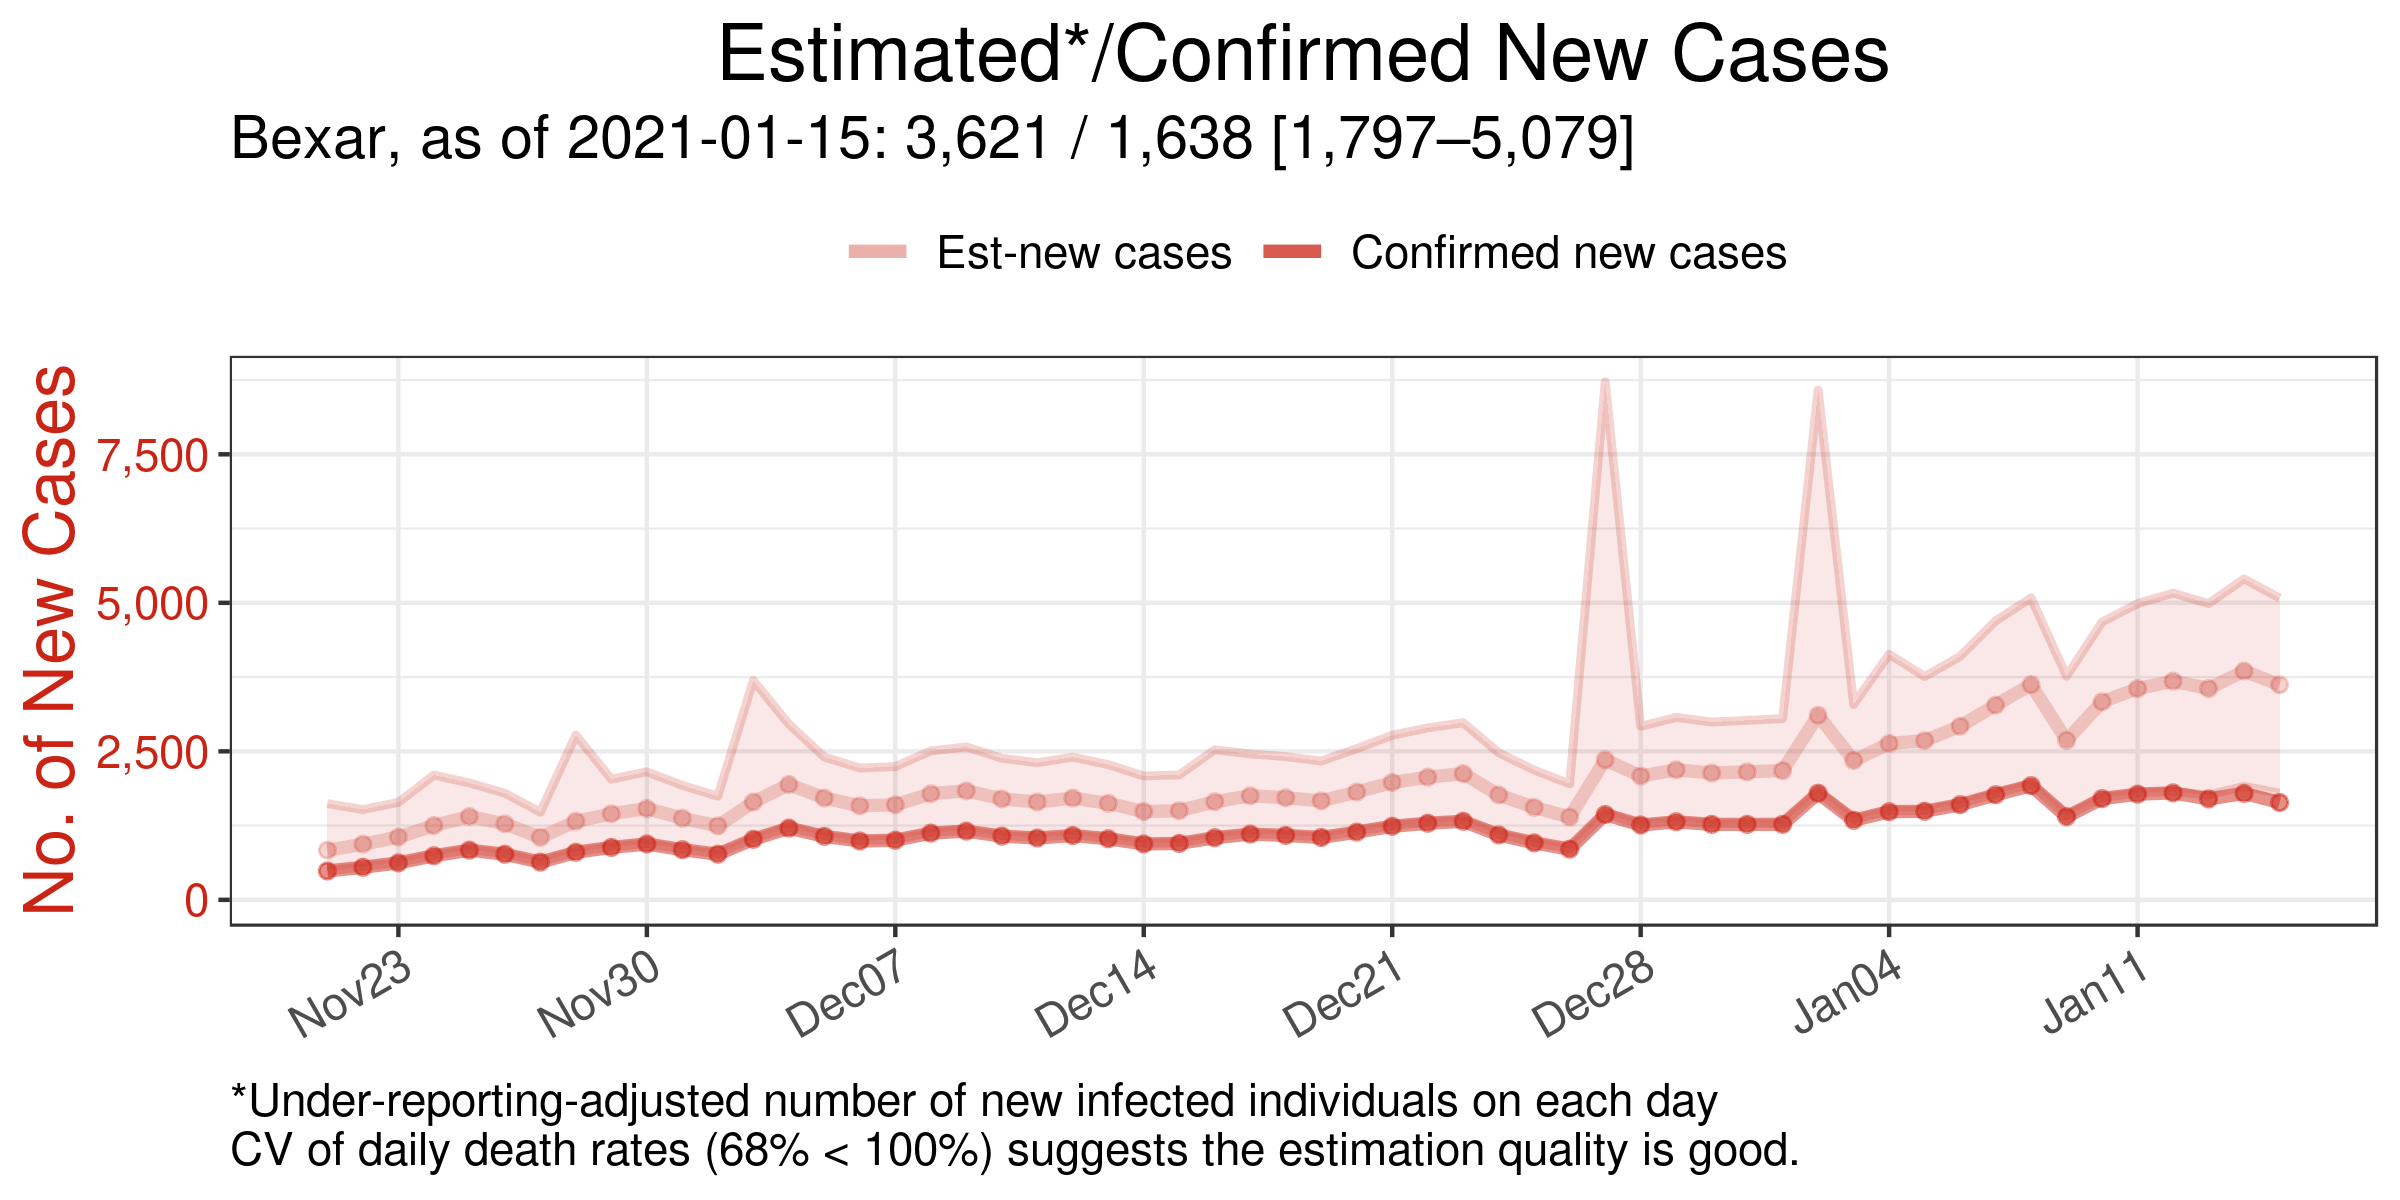 Estimated*/Confirmed New Cases
Bexar, as of 2021-01-15: 3,621 / 1,638 [1,797–5,079]
Est-new cases
Confirmed new cases
No. of New Cases
7,500
5,000
2,500
0
Nov23
Nov30
Dec07
Dec14
Dec21
Dec28
Jan04
Jan11
*Under-reporting-adjusted number of new infected individuals on each day
CV of daily death rates (68% < 100%) suggests the estimation quality is good.